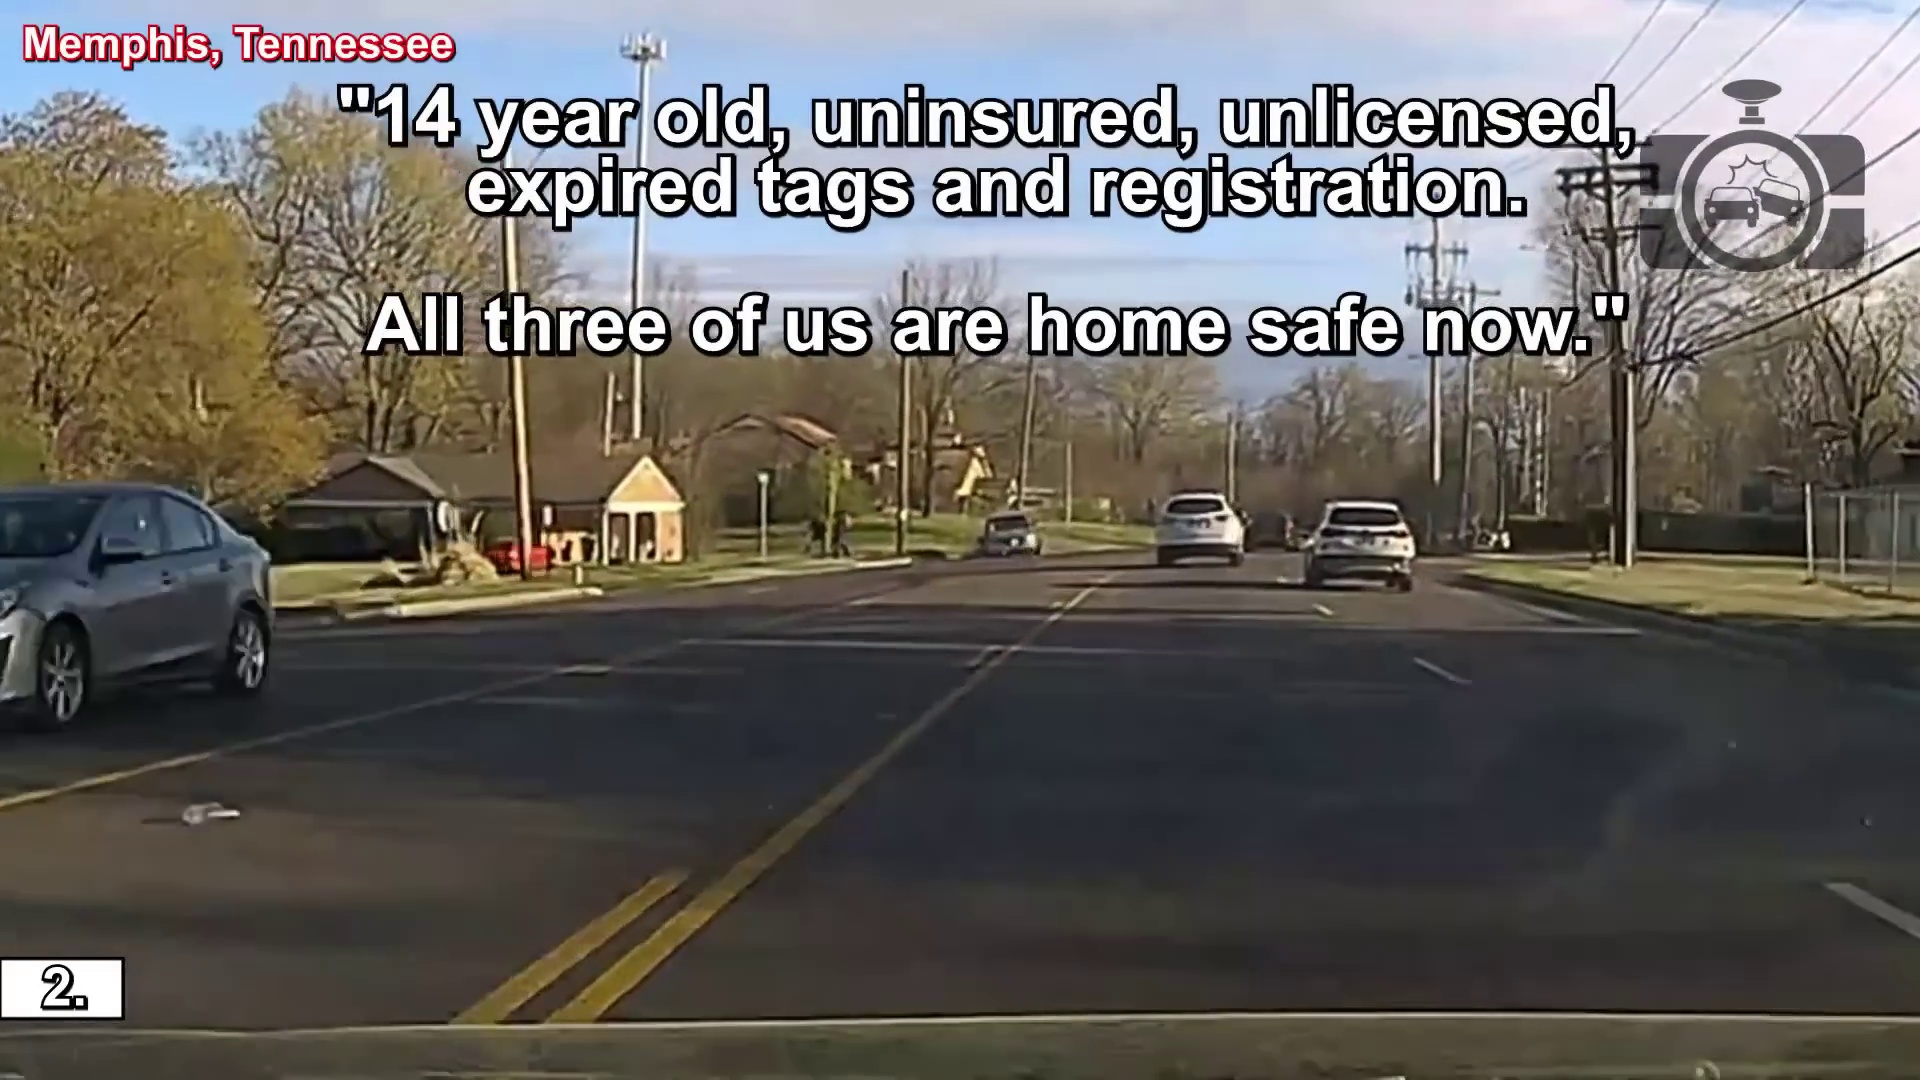 Memphis, Tennessee
"14 year old, uninsured, unlicensed,
expired tags and registration.
All three of us are home safe now."
2.